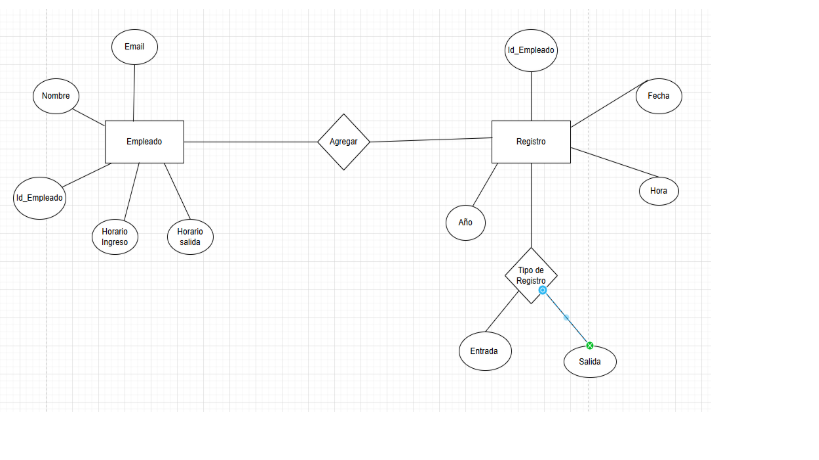 Email
Id_Empleado
Nombre
Fecha
Empleado
Agregar
Registro
Id_Empleado
Hora
Horario
Ingreso
Horario
salida
Año
Tipo de
Registro
Entrada
Salida